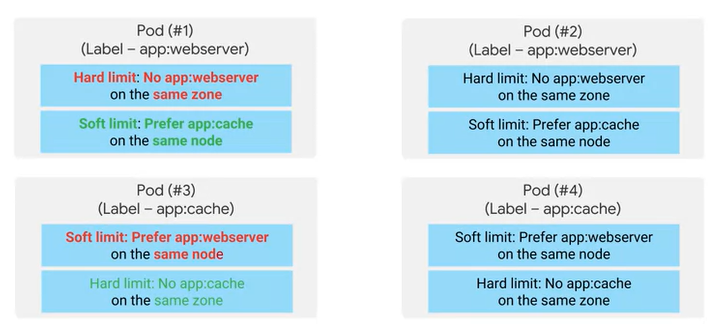 Pod (#1)
(Label – app:webserver)
Hard limit: No app:webserver
on the same zone
Soft limit: Prefer app:cache
on the same node
Pod (#2)
(Label – app:webserver)
Hard limit: No app:webserver
on the same zone
Soft limit: Prefer app:cache
on the same node
Pod (#3)
(Label – app:cache)
Soft limit: Prefer app:webserver
on the same node
Hard limit: No app:cache
on the same zone
Pod (#4)
(Label – app:cache)
Soft limit: Prefer app:webserver
on the same node
Hard limit: No app:cache
on the same zone